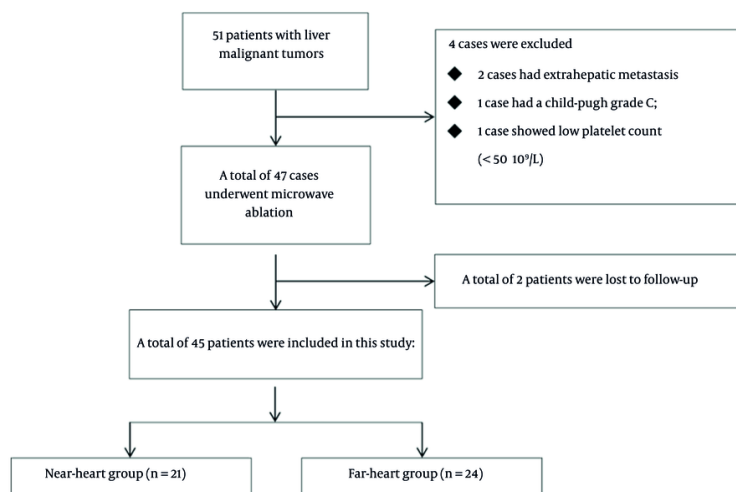 51 patients with liver
malignant tumors
4 cases were excluded
◆ 2 cases had extrahepatic metastasis
◆ 1 case had a child-pugh grade C;
◆ 1 case showed low platelet count
(< 50 10⁹/L)
A total of 47 cases
underwent microwave
ablation
A total of 2 patients were lost to follow-up
A total of 45 patients were included in this study:
Near-heart group (n = 21)
Far-heart group (n = 24)